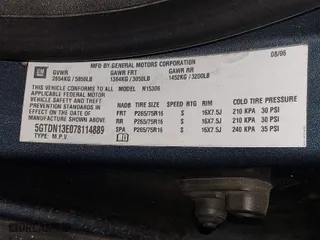 MFD BY GENERAL MOTORS CORPORATION 08/06
GM
GVWR GAWR FRT GAWR RR
2654KG / 5850LB 1384KG / 3050LB 1452KG / 3200LB
THIS VEHICLE CONFORMS TO ALL APPLICABLE U.S. FEDERAL MOTOR VEHICLE SAFETY AND THEFT PREVENTION STANDARDS IN EFFECT ON THE DATE OF MANUFACTURE SHOWN ABOVE.
MODEL: N15306
5GTDN13E078114889
TYPE: M.P.V.
TIRE SIZE SPEED RTG RIM COLD TIRE PRESSURE
FRT P265/75R16 S 16X7.5J 210 KPA 30 PSI
RR P265/75R16 S 16X7.5J 210 KPA 30 PSI
SPA P265/75R16 S 16X7.5J 240 KPA 35 PSI